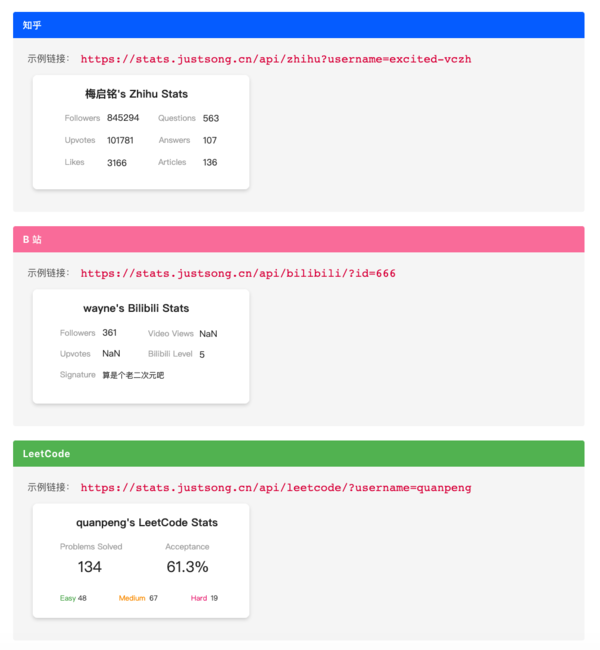 知乎
示例链接： https://stats.justsong.cn/api/zhihu?username=excited-vczh
梅启铭's Zhihu Stats
Followers 845294 Questions 563
Upvotes 101781 Answers 107
Likes 3166 Articles 136
B 站
示例链接： https://stats.justsong.cn/api/bilibili/?id=666
wayne's Bilibili Stats
Followers 361 Video Views NaN
Upvotes NaN Bilibili Level 5
Signature 算是个老二次元吧
LeetCode
示例链接： https://stats.justsong.cn/api/leetcode/?username=quanpeng
quanpeng's LeetCode Stats
Problems Solved Acceptance
134 61.3%
Easy 48 Medium 67 Hard 19